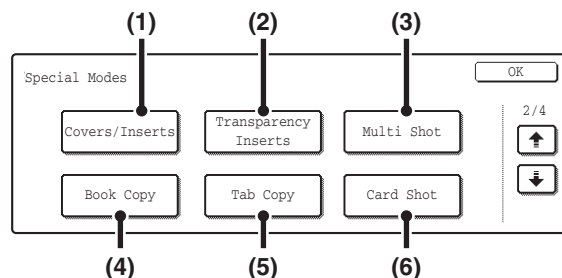 (1) (2) (3)
Special Modes OK
Covers/Inserts Transparency Inserts Multi Shot 2/4
Book Copy Tab Copy Card Shot
(4) (5) (6)